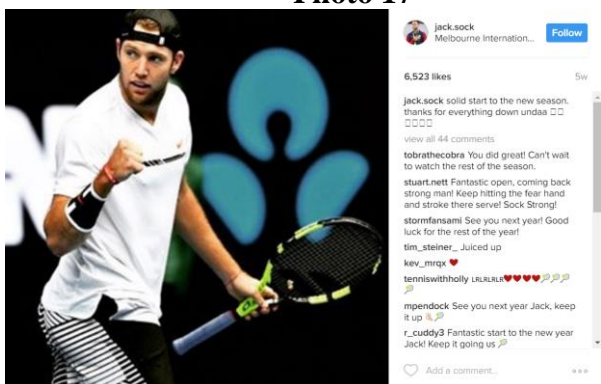 Photo 17
jack.sock
Melbourne Internation...
Follow
6,523 likes
5w
jack.sock solid start to the new season.
thanks for everything down undaa □□
□□□□
view all 44 comments
tobrathecobra You did great! Can't wait
to watch the rest of the season.
stuart.nett Fantastic open, coming back
strong man! Keep hitting the fear hand
and stroke there serve! Sock Strong!
stormfansami See you next year! Good
luck for the rest of the year!
tim_steiner_ Juiced up
kev_mrqx ❤
tenniswithholly LRLRLRLR❤❤❤❤🎾🎾🎾
🎾
mpendock See you next year Jack, keep
it up 👏🏻🎾
r_cuddy3 Fantastic start to the new year
Jack! Keep it going us 🎾
Add a comment...